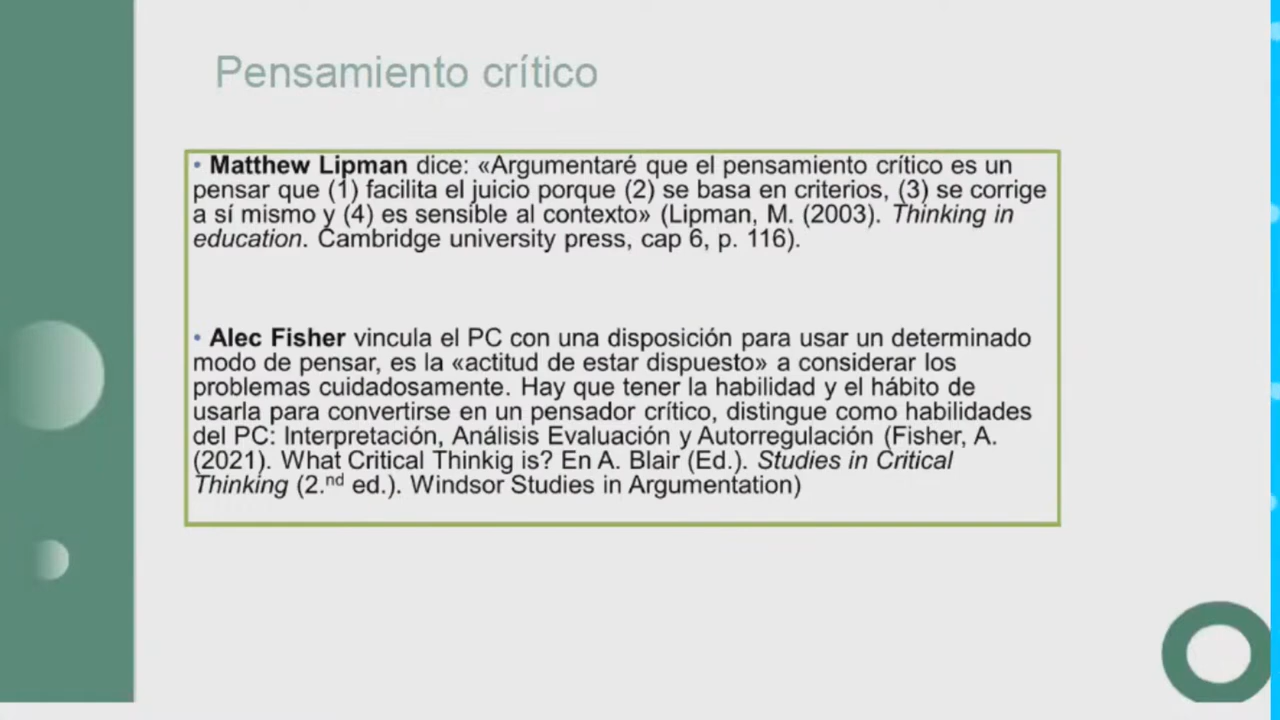 Pensamiento crítico
• Matthew Lipman dice: «Argumentaré que el pensamiento crítico es un
pensar que (1) facilita el juicio porque (2) se basa en criterios, (3) se corrige
a sí mismo y (4) es sensible al contexto» (Lipman, M. (2003). Thinking in
education. Cambridge university press, cap 6, p. 116).
• Alec Fisher vincula el PC con una disposición para usar un determinado
modo de pensar, es la «actitud de estar dispuesto» a considerar los
problemas cuidadosamente. Hay que tener la habilidad y el hábito de
usarla para convertirse en un pensador crítico, distingue como habilidades
del PC: Interpretación, Análisis Evaluación y Autorregulación (Fisher, A.
(2021). What Critical Thinkig is? En A. Blair (Ed.). Studies in Critical
Thinking (2.nd ed.). Windsor Studies in Argumentation)